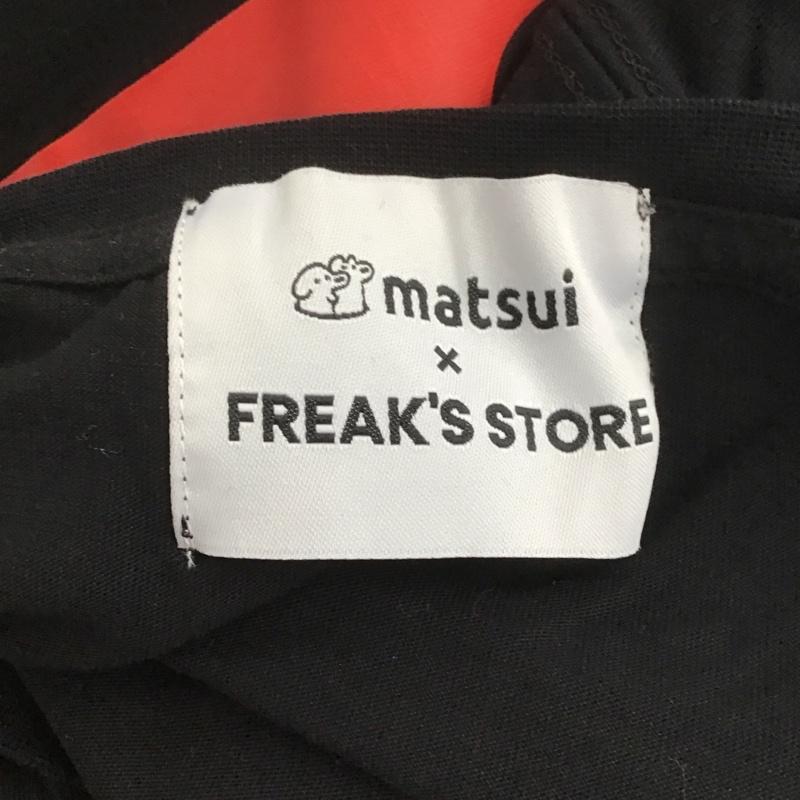 matsui
×
FREAK'S STORE